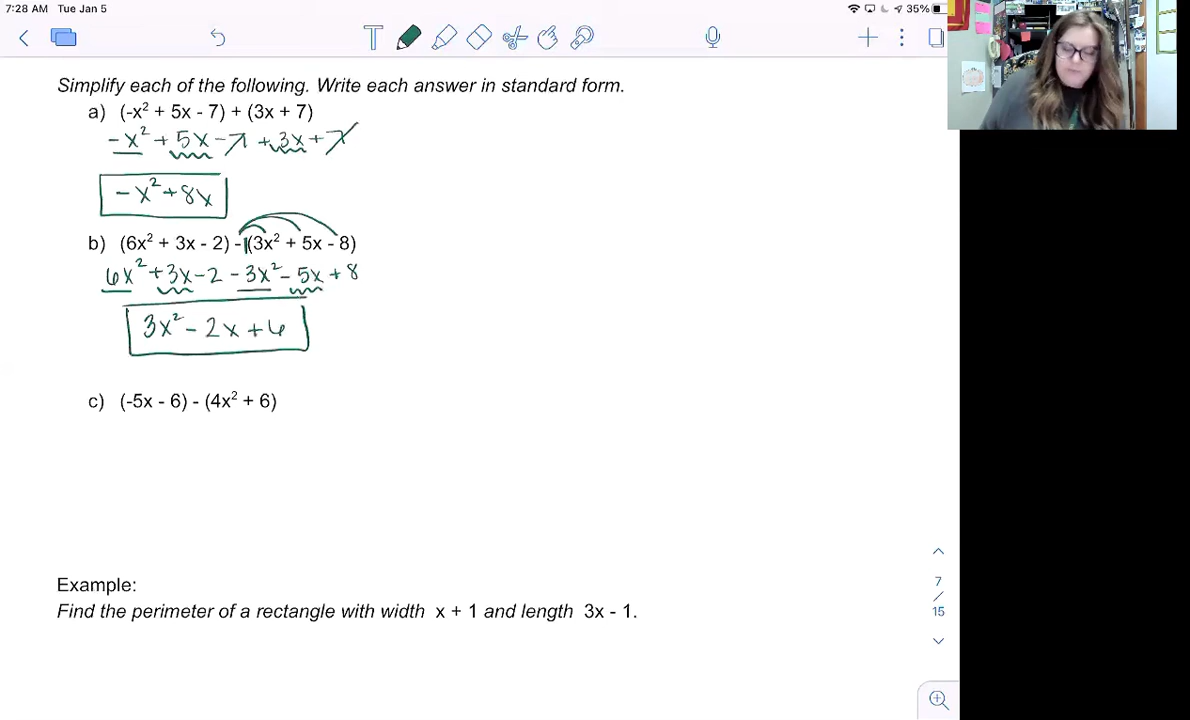 7:28 AM Tue Jan 5
35%
T
Simplify each of the following. Write each answer in standard form.
a) (-x² + 5x - 7) + (3x + 7)
-x² + 5x - 7 + 3x + 7
-x² + 8x
b) (6x² + 3x - 2) -1(3x² + 5x - 8)
6x² + 3x - 2 - 3x² - 5x + 8
3x² - 2x + 6
c) (-5x - 6) - (4x² + 6)
Example:
Find the perimeter of a rectangle with width x + 1 and length 3x - 1.
7
/
15